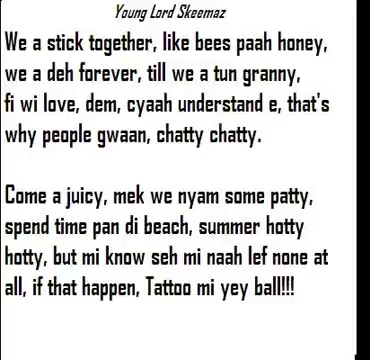 Young Lord Skeemaz
We a stick together, like bees paah honey,
we a deh forever, till we a tun granny,
fi wi love, dem, cyaah understand e, that's
why people gwaan, chatty chatty.
Come a juicy, mek we nyam some patty,
spend time pan di beach, summer hotty
hotty, but mi know seh mi naah lef none at
all, if that happen, Tattoo mi yey ball!!!